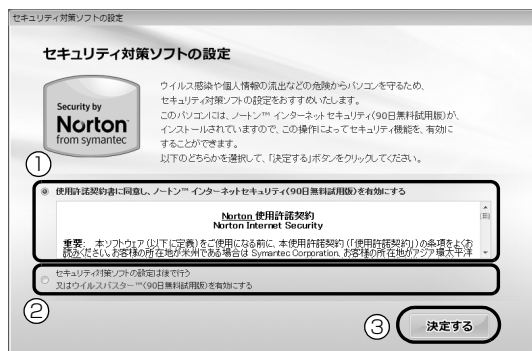 セキュリティ対策ソフトの設定
セキュリティ対策ソフトの設定
Security by
Norton
from symantec
ウイルス感染や個人情報の流出などの危険からパソコンを守るため、
セキュリティ対策ソフトの設定をおすすめいたします。
このパソコンには、ノートン™ インターネットセキュリティ(90日無料試用版)が、
インストールされていますので、この操作によってセキュリティ機能を、有効に
することができます。
以下のどちらかを選択して、「決定する」ボタンをクリックしてください。
①
使用許諾契約書に同意し、ノートン™ インターネットセキュリティ(90日無料試用版)を有効にする
Norton 使用許諾契約
Norton Internet Security
重要: 本ソフトウェア(以下に定義)をご使用になる前に、本使用許諾契約(「使用許諾契約」)の条項をよくお
読みください。お客様の所在地が米州である場合は Symantec Corporation、お客様の所在地がアジア環太平洋
セキュリティ対策ソフトの設定は後で行う
又はウイルスバスター™(90日無料試用版)を有効にする
②
③
決定する